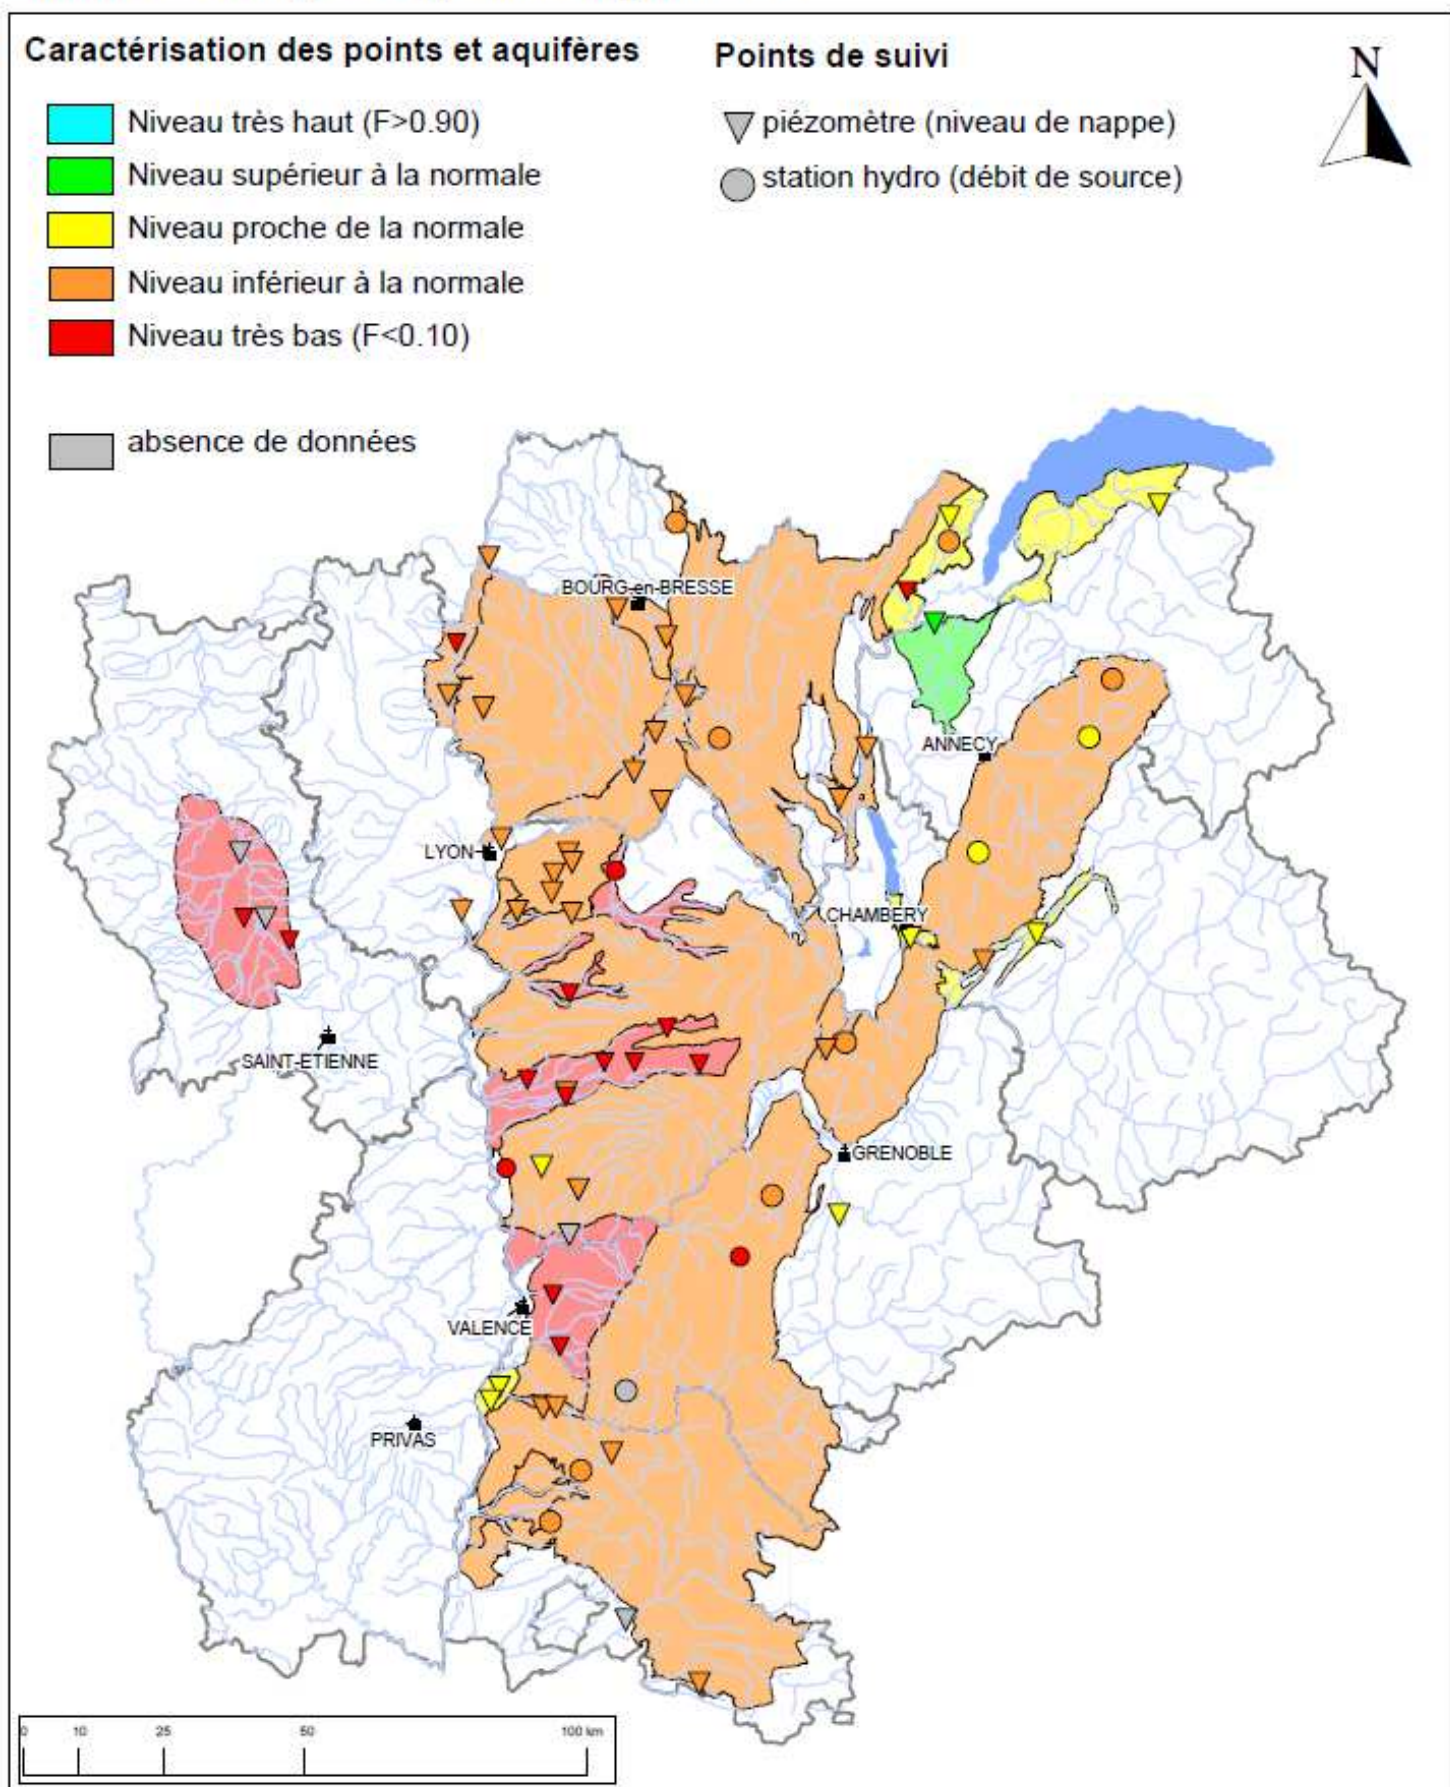 Caractérisation des points et aquifères
Niveau très haut (F>0.90)
Niveau supérieur à la normale
Niveau proche de la normale
Niveau inférieur à la normale
Niveau très bas (F<0.10)
absence de données
Points de suivi
piézomètre (niveau de nappe)
station hydro (débit de source)
N
BOURG-en-BRESSE
ANNECY
LYON
CHAMBERY
SAINT-ETIENNE
GRENOBLE
VALENCE
PRIVAS
0 10 25 50 100 km